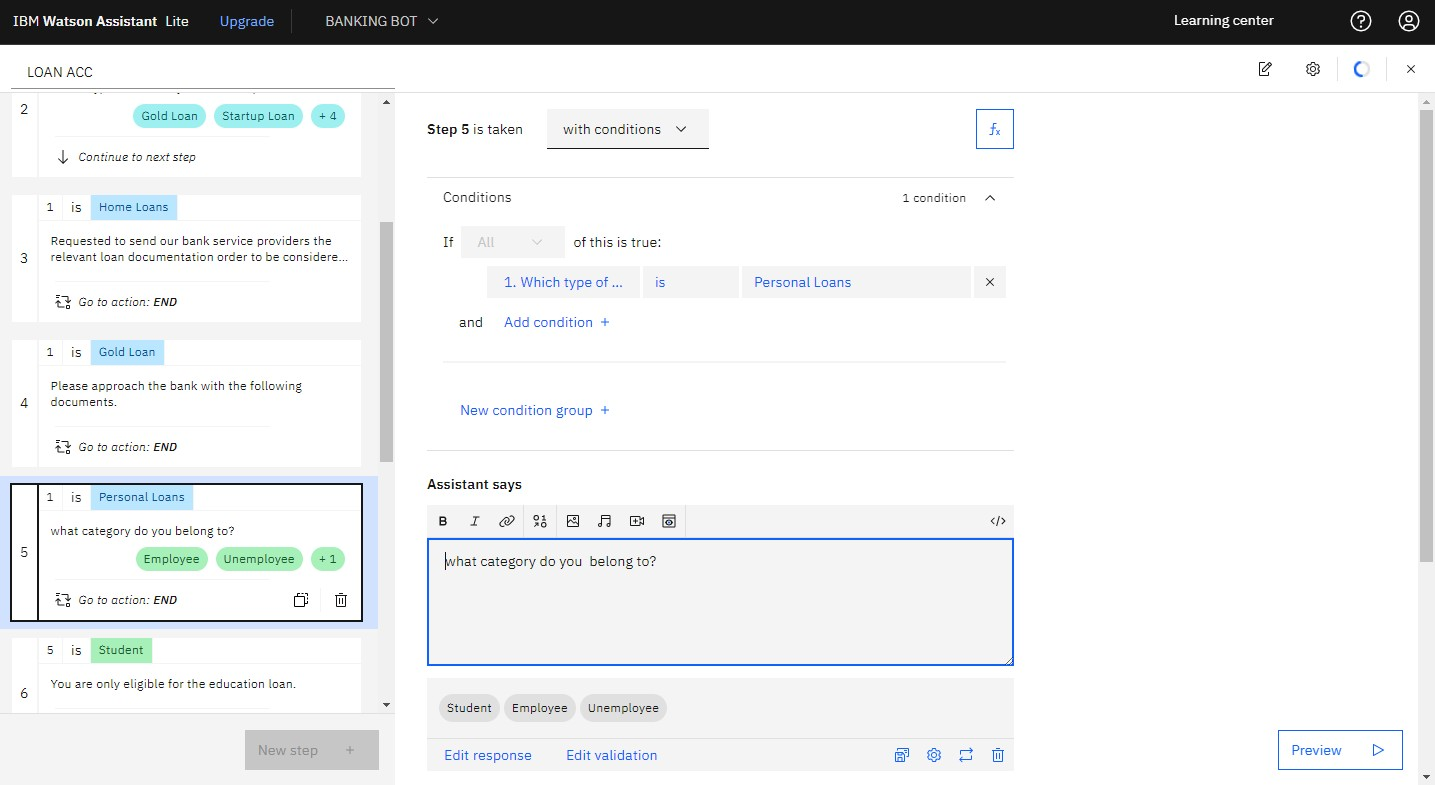 IBM Watson Assistant Lite Upgrade BANKING BOT Learning center
LOAN ACC
2
Gold Loan Startup Loan + 4
Continue to next step
1 is Home Loans
3
Requested to send our bank service providers the
relevant loan documentation order to be considere...
Go to action: END
1 is Gold Loan
4
Please approach the bank with the following
documents.
Go to action: END
1 is Personal Loans
5
what category do you belong to?
Employee Unemployee + 1
Go to action: END
5 is Student
6
You are only eligible for the education loan.
New step +
Step 5 is taken with conditions fx
Conditions 1 condition
If All of this is true:
1. Which type of ... is Personal Loans
and Add condition +
New condition group +
Assistant says
B I </>
what category do you  belong to?
Student Employee Unemployee
Edit response Edit validation
Preview